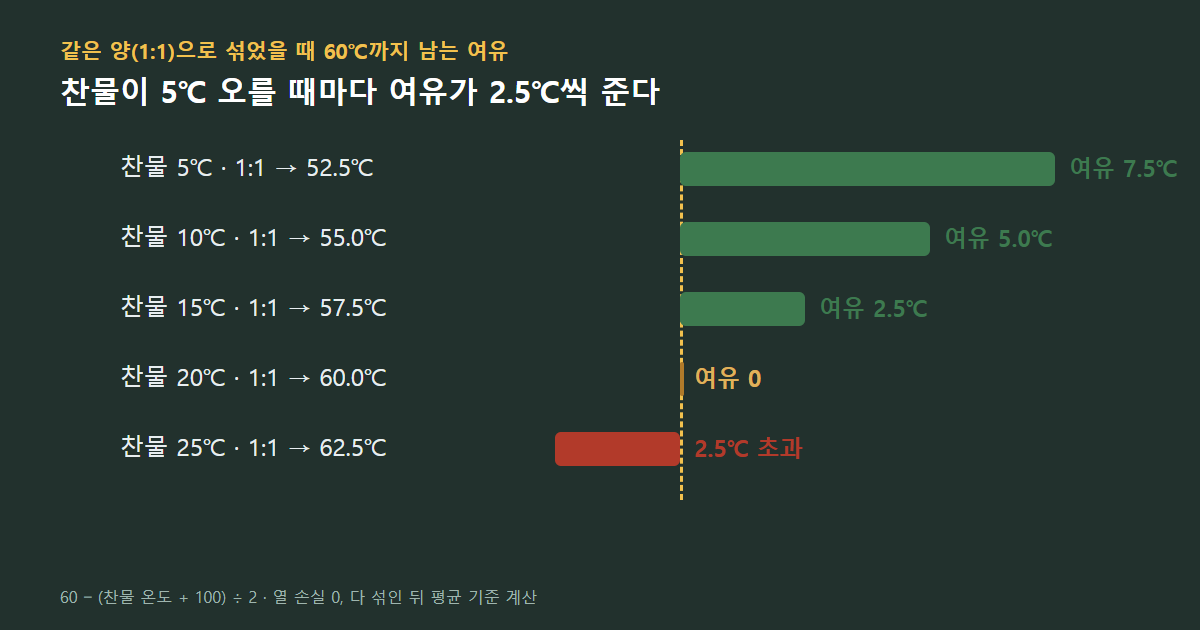 같은 양(1:1)으로 섞었을 때 60℃까지 남는 여유
찬물이 5℃ 오를 때마다 여유가 2.5℃씩 준다
찬물 5℃ · 1:1 → 52.5℃ 여유 7.5℃
찬물 10℃ · 1:1 → 55.0℃ 여유 5.0℃
찬물 15℃ · 1:1 → 57.5℃ 여유 2.5℃
찬물 20℃ · 1:1 → 60.0℃ 여유 0
찬물 25℃ · 1:1 → 62.5℃ 2.5℃ 초과
60 − (찬물 온도 + 100) ÷ 2 · 열 손실 0, 다 섞인 뒤 평균 기준 계산